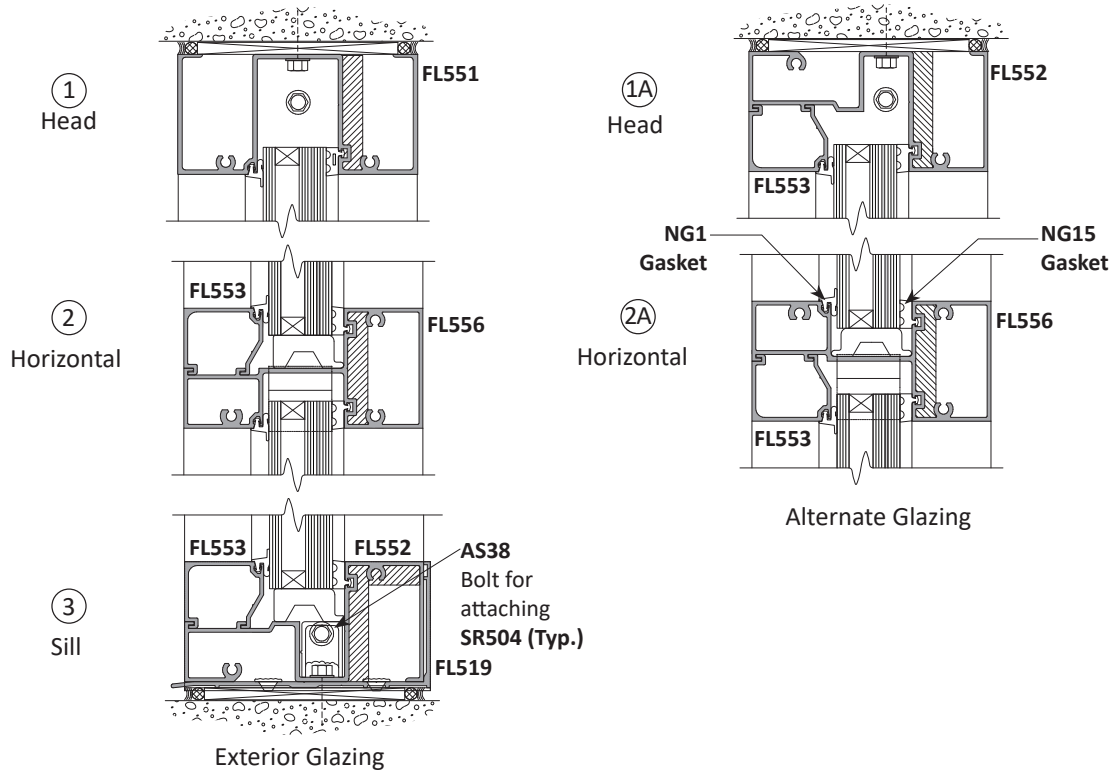 1
Head
FL551
1A
Head
FL552
FL553
NG1
Gasket
NG15
Gasket
2
Horizontal
FL553
FL556
2A
Horizontal
FL556
FL553
Alternate Glazing
3
Sill
FL553
FL552
AS38
Bolt for
attaching
SR504 (Typ.)
FL519
Exterior Glazing